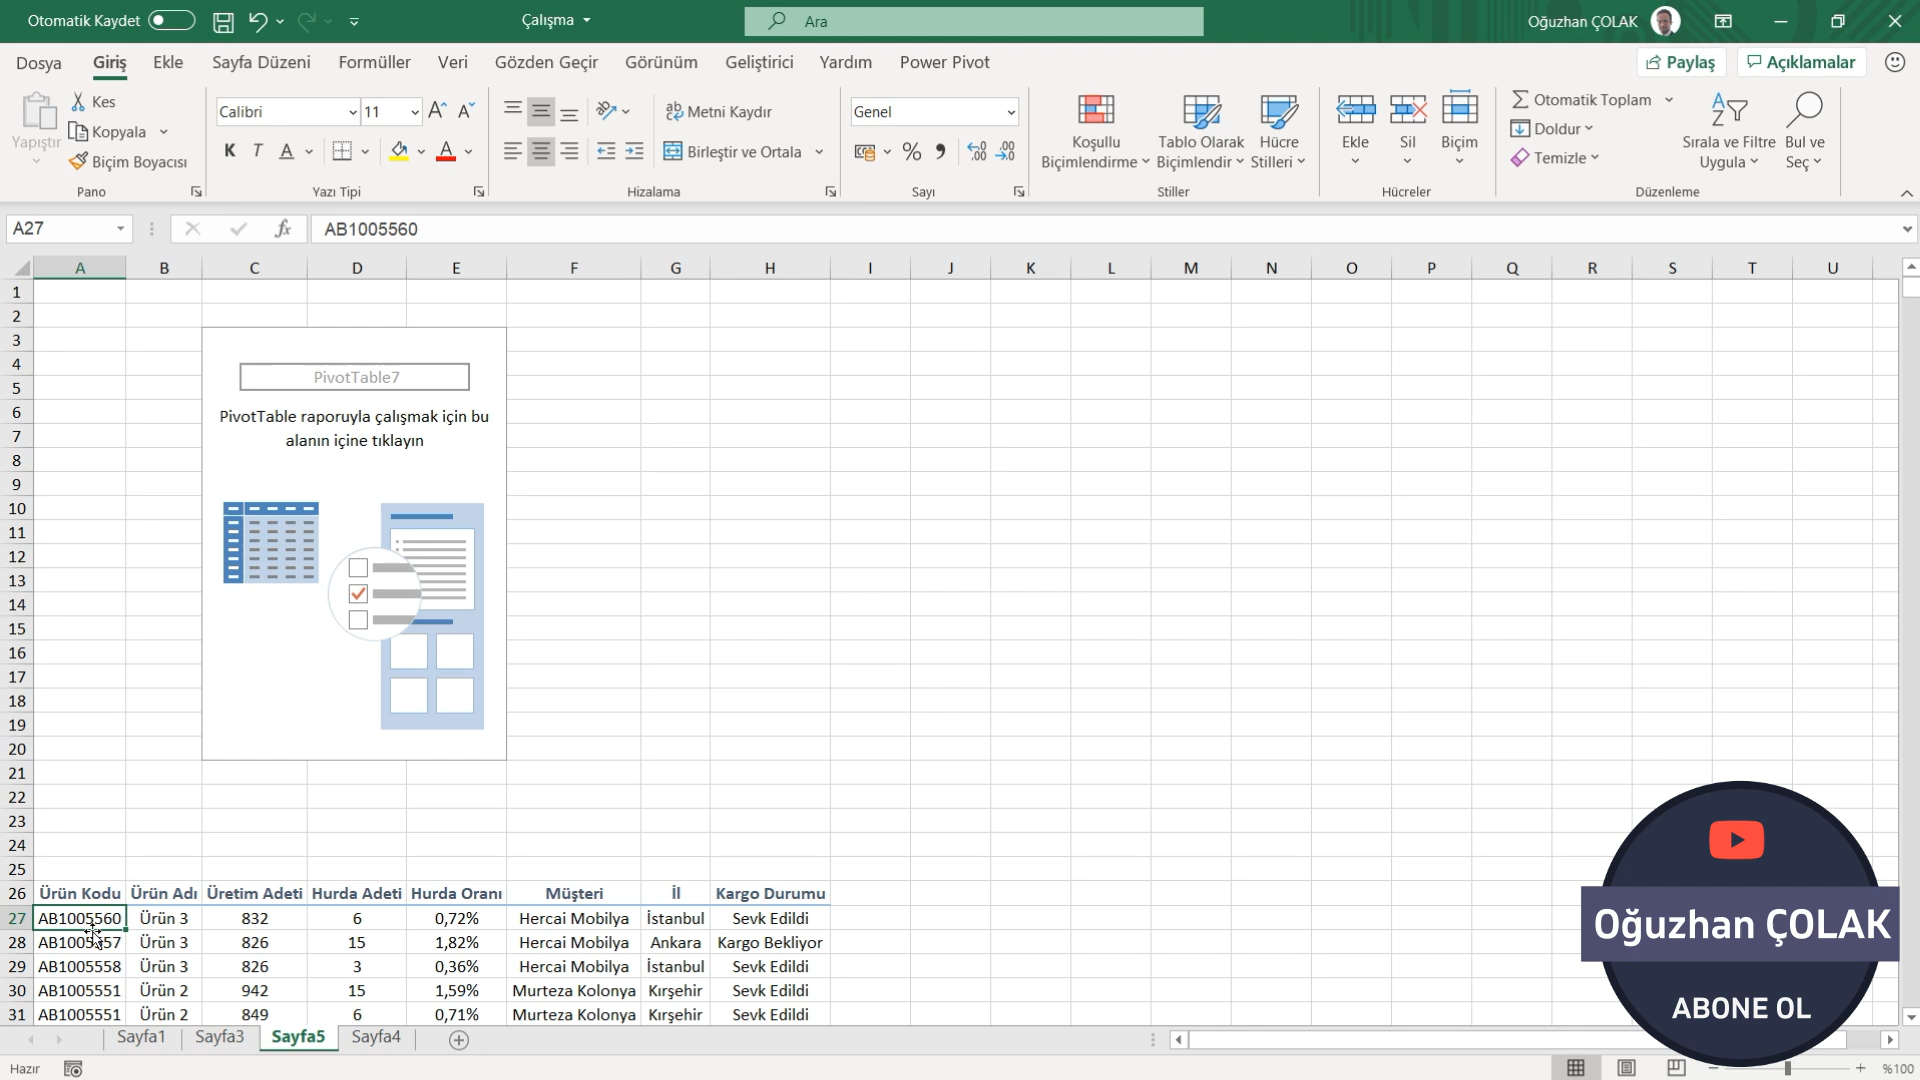 Otomatik Kaydet
Çalışma
Ara
Oğuzhan ÇOLAK
Dosya Giriş Ekle Sayfa Düzeni Formüller Veri Gözden Geçir Görünüm Geliştirici Yardım Power Pivot
Paylaş
Açıklamalar
Yapıştır
Kes
Kopyala
Biçim Boyacısı
Pano
Calibri 11
K T A A
Yazı Tipi
Metni Kaydır
Birleştir ve Ortala
Hizalama
Genel
Sayı
Koşullu
Biçimlendirme
Tablo Olarak
Biçimlendir
Hücre
Stilleri
Stiller
Ekle
Sil
Biçim
Hücreler
Otomatik Toplam
Doldur
Temizle
Sırala ve Filtre
Uygula
Bul ve
Seç
Düzenleme
A27 fx AB1005560
A B C D E F G H I J K L M N O P Q R S T U
1
2
3
4
5
6
7
8
9
10
11
12
13
14
15
16
17
18
19
20
21
22
23
24
25
PivotTable7
PivotTable raporuyla çalışmak için bu
alanın içine tıklayın
26 Ürün Kodu Ürün Adı Üretim Adeti Hurda Adeti Hurda Oranı Müşteri İl Kargo Durumu
27 AB1005560 Ürün 3 832 6 0,72% Hercai Mobilya İstanbul Sevk Edildi
28 Ürün 3 826 15 1,82% Hercai Mobilya Ankara Kargo Bekliyor
29 AB1005558 Ürün 3 826 3 0,36% Hercai Mobilya İstanbul Sevk Edildi
30 AB1005551 Ürün 2 942 15 1,59% Murteza Kolonya Kırşehir Sevk Edildi
31 AB1005551 Ürün 2 849 6 0,71% Murteza Kolonya Kırşehir Sevk Edildi
Oğuzhan ÇOLAK
ABONE OL
Sayfa1 Sayfa3 Sayfa5 Sayfa4
Hazır
%100